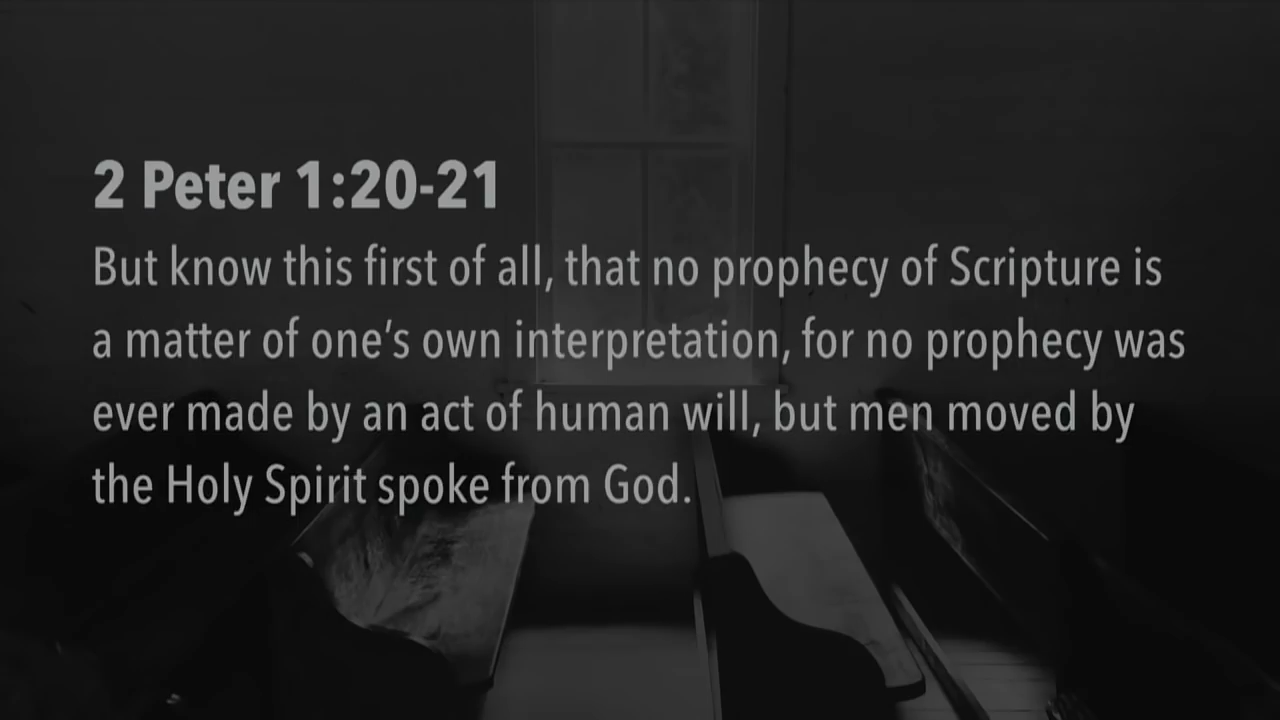 2 Peter 1:20-21
But know this first of all, that no prophecy of Scripture is
a matter of one’s own interpretation, for no prophecy was
ever made by an act of human will, but men moved by
the Holy Spirit spoke from God.